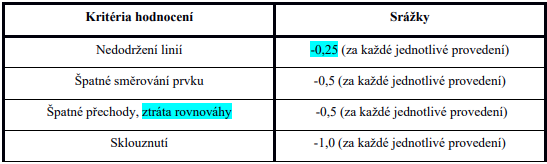 Kritéria hodnocení Srážky
Nedodržení linií -0,25 (za každé jednotlivé provedení)
Špatné směrování prvku -0,5 (za každé jednotlivé provedení)
Špatné přechody, ztráta rovnováhy -0,5 (za každé jednotlivé provedení)
Sklouznutí -1,0 (za každé jednotlivé provedení)